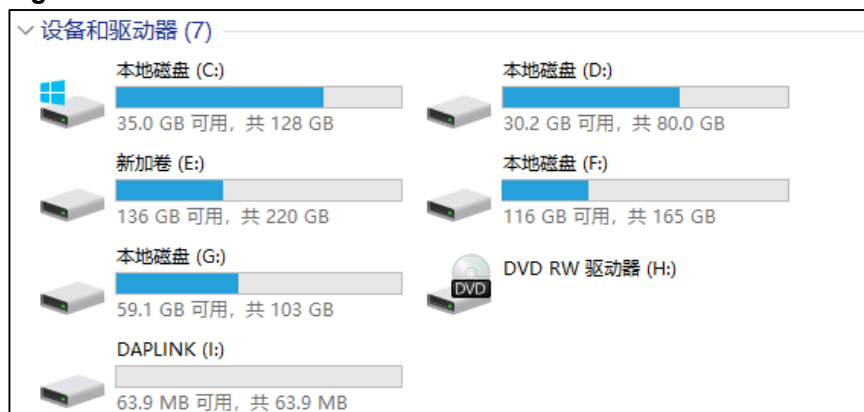 设备和驱动器 (7)
本地磁盘 (C:)
35.0 GB 可用，共 128 GB
本地磁盘 (D:)
30.2 GB 可用，共 80.0 GB
新加卷 (E:)
136 GB 可用，共 220 GB
本地磁盘 (F:)
116 GB 可用，共 165 GB
本地磁盘 (G:)
59.1 GB 可用，共 103 GB
DVD RW 驱动器 (H:)
DVD
DAPLINK (I:)
63.9 MB 可用，共 63.9 MB